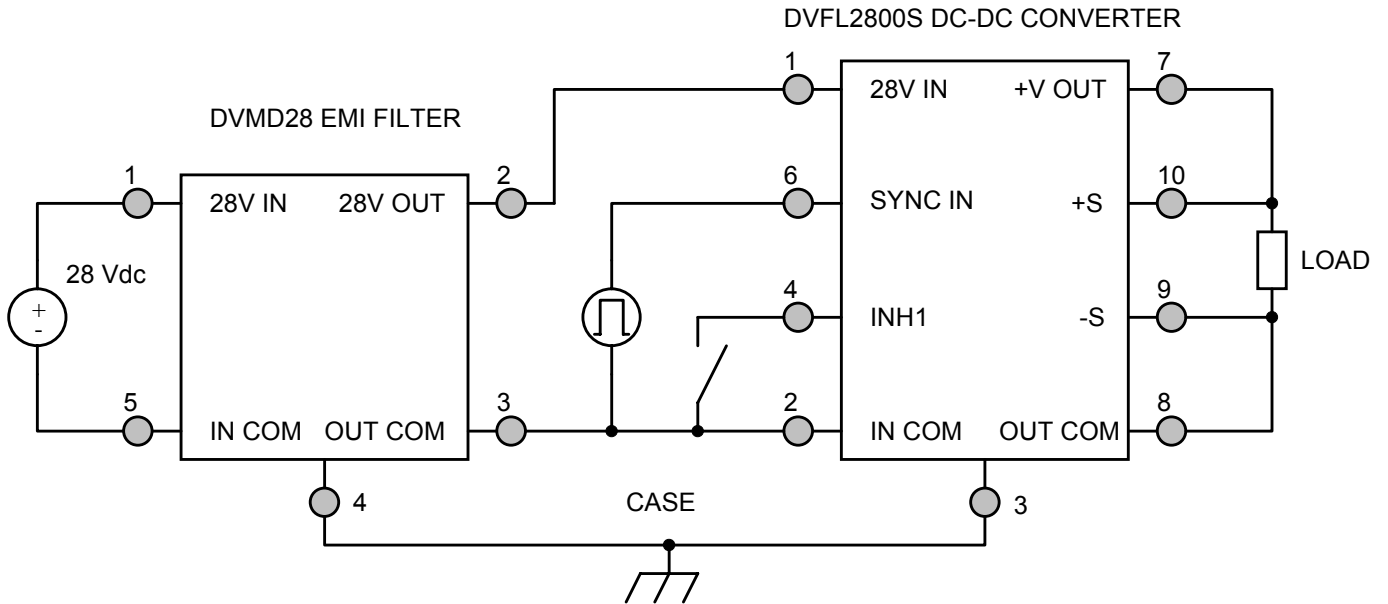 DVFL2800S DC-DC CONVERTER
1
7
28V IN
+V OUT
DVMD28 EMI FILTER
1
2
6
10
28V IN
28V OUT
SYNC IN
+S
28 Vdc
+
-
LOAD
4
9
INH1
-S
5
3
2
8
IN COM
OUT COM
IN COM
OUT COM
4
CASE
3